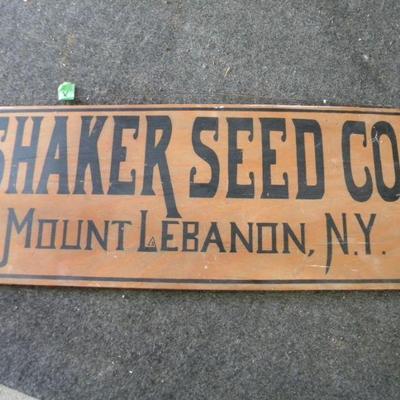 SHAKER SEED CO
MOUNT LEBANON, N.Y.